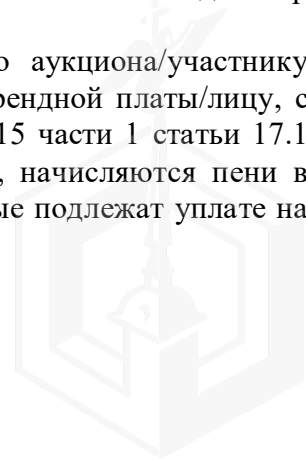 о аукциона/участнику
рендной платы/лицу, с
15 части 1 статьи 17.1
, начисляются пени в
ые подлежат уплате на